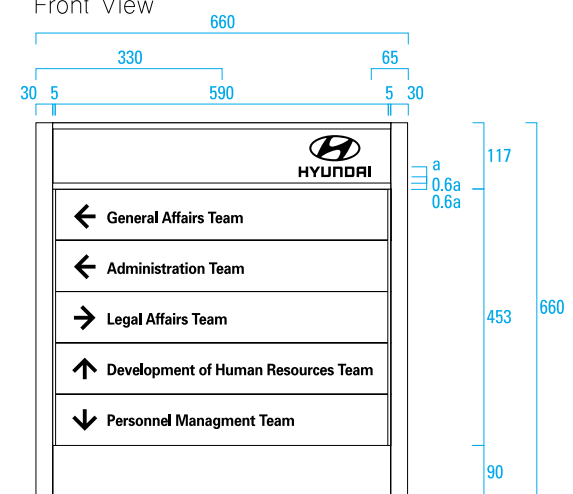 Front View
660
330 65
30 5 590 5 30
HYUNDAI
a
117
0.6a
0.6a
General Affairs Team
Administration Team
Legal Affairs Team
453
660
Development of Human Resources Team
Personnel Managment Team
90